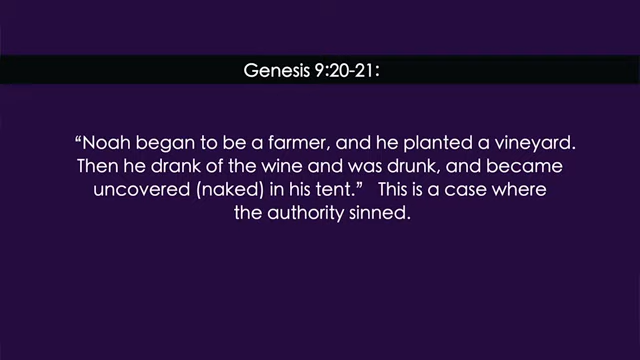 Genesis 9:20-21:
“Noah began to be a farmer, and he planted a vineyard.
Then he drank of the wine and was drunk, and became
uncovered (naked) in his tent.”   This is a case where
the authority sinned.